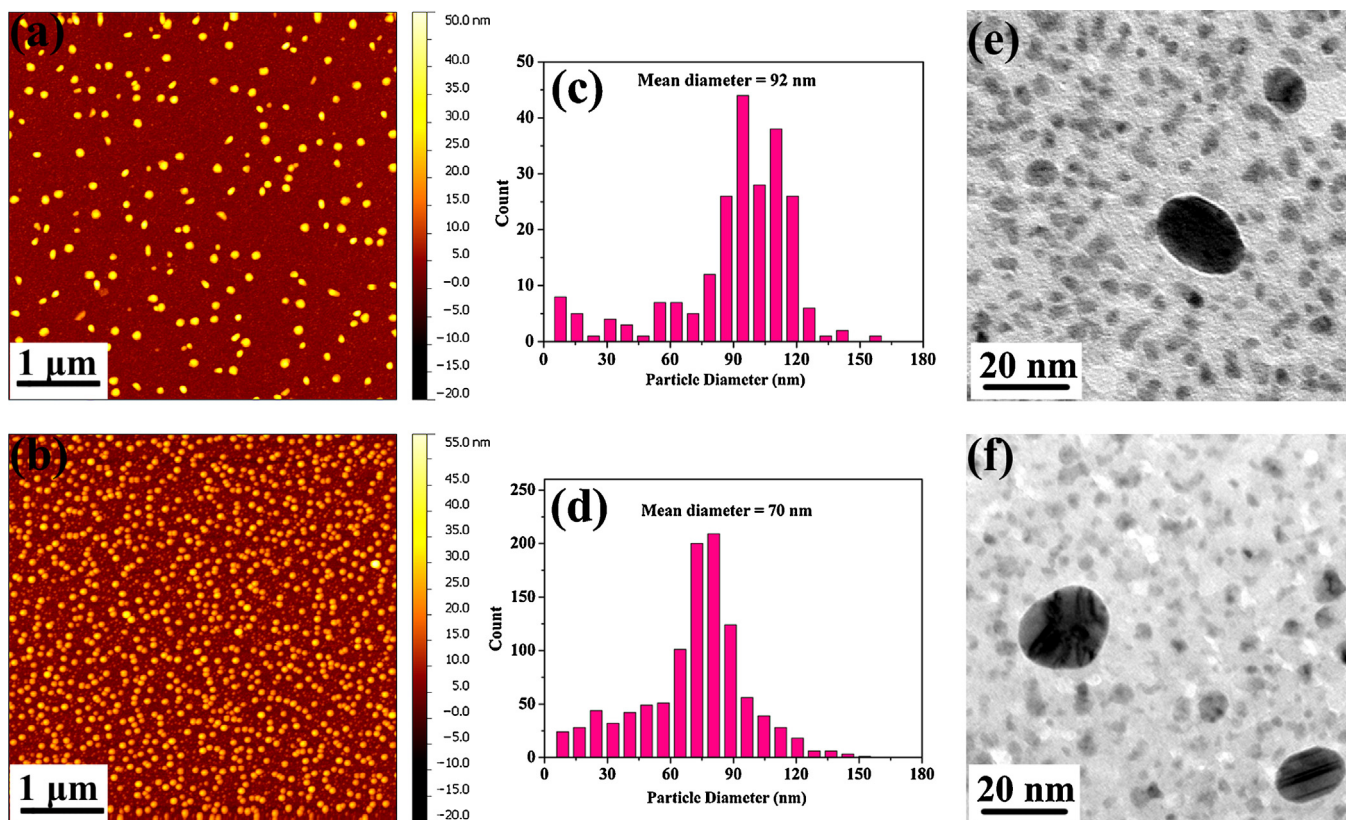 (a)
1 µm
50.0 nm
40.0
35.0
30.0
25.0
20.0
15.0
10.0
5.0
−0.0
−5.0
−10.0
−15.0
−20.0
(c)
Mean diameter = 92 nm
Count
50
40
30
20
10
0
0
30
60
90
120
150
180
Particle Diameter (nm)
(e)
20 nm
(b)
1 µm
55.0 nm
45.0
40.0
35.0
30.0
25.0
20.0
15.0
10.0
5.0
−0.0
−5.0
−10.0
−15.0
−20.0
(d)
Mean diameter = 70 nm
Count
250
200
150
100
50
0
0
30
60
90
120
150
180
Particle Diameter (nm)
(f)
20 nm